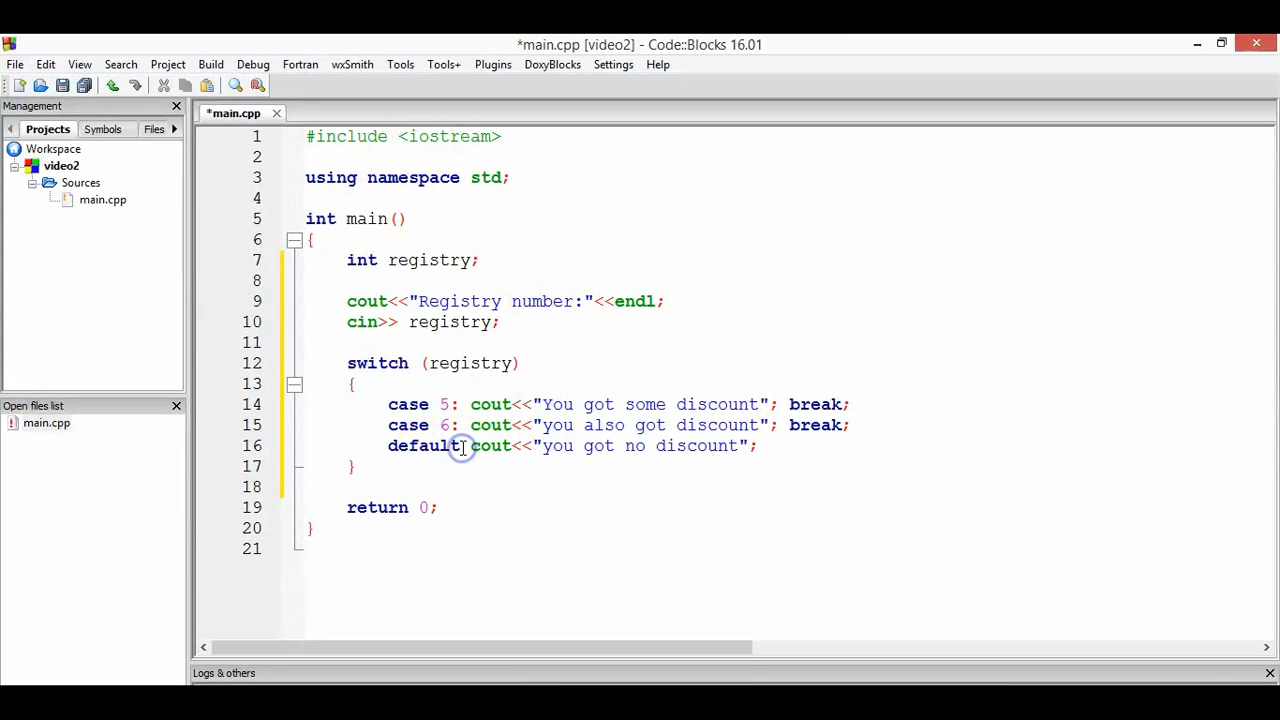 *main.cpp [video2] - Code::Blocks 16.01
File Edit View Search Project Build Debug Fortran wxSmith Tools Tools+ Plugins DoxyBlocks Settings Help
Management
*main.cpp
Projects Symbols Files
Workspace
video2
Sources
main.cpp
Open files list
main.cpp
1 #include <iostream>
2
3 using namespace std;
4
5 int main()
6 {
7 int registry;
8
9 cout<<"Registry number:"<<endl;
10 cin>> registry;
11
12 switch (registry)
13 {
14 case 5: cout<<"You got some discount"; break;
15 case 6: cout<<"you also got discount"; break;
16 default cout<<"you got no discount";
17 }
18
19 return 0;
20 }
21
Logs & others